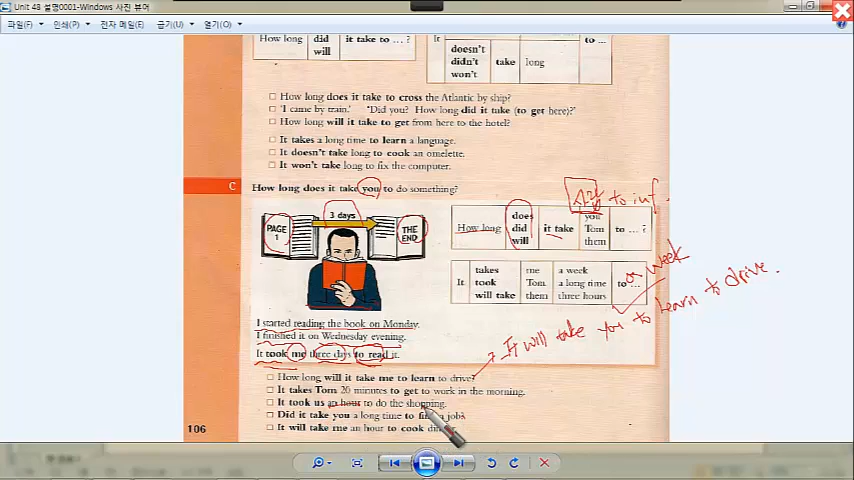 Unit 48 설명0001-Windows 사진 뷰어
파일(F) 인쇄(P) 전자 메일(E) 굽기(U) 열기(O)
How long did will it take to ... ?
It doesn't didn't won't take long to ...
How long does it take to cross the Atlantic by ship?
'I came by train.' 'Did you? How long did it take (to get here)?'
How long will it take to get from here to the hotel?
It takes a long time to learn a language.
It doesn't take long to cook an omelette.
It won't take long to fix the computer.
C How long does it take you to do something?
to inf.
3 days
PAGE 1
THE END
How long does did will it take you Tom them to ... ?
a week
It takes took will take me Tom them a week a long time three hours to ...
It will take you to learn to drive.
I started reading the book on Monday.
I finished it on Wednesday evening.
It took me three days to read it.
How long will it take me to learn to drive?
It takes Tom 20 minutes to get to work in the morning.
It took us an hour to do the shopping.
Did it take you a long time to find a job?
It will take me an hour to cook
106